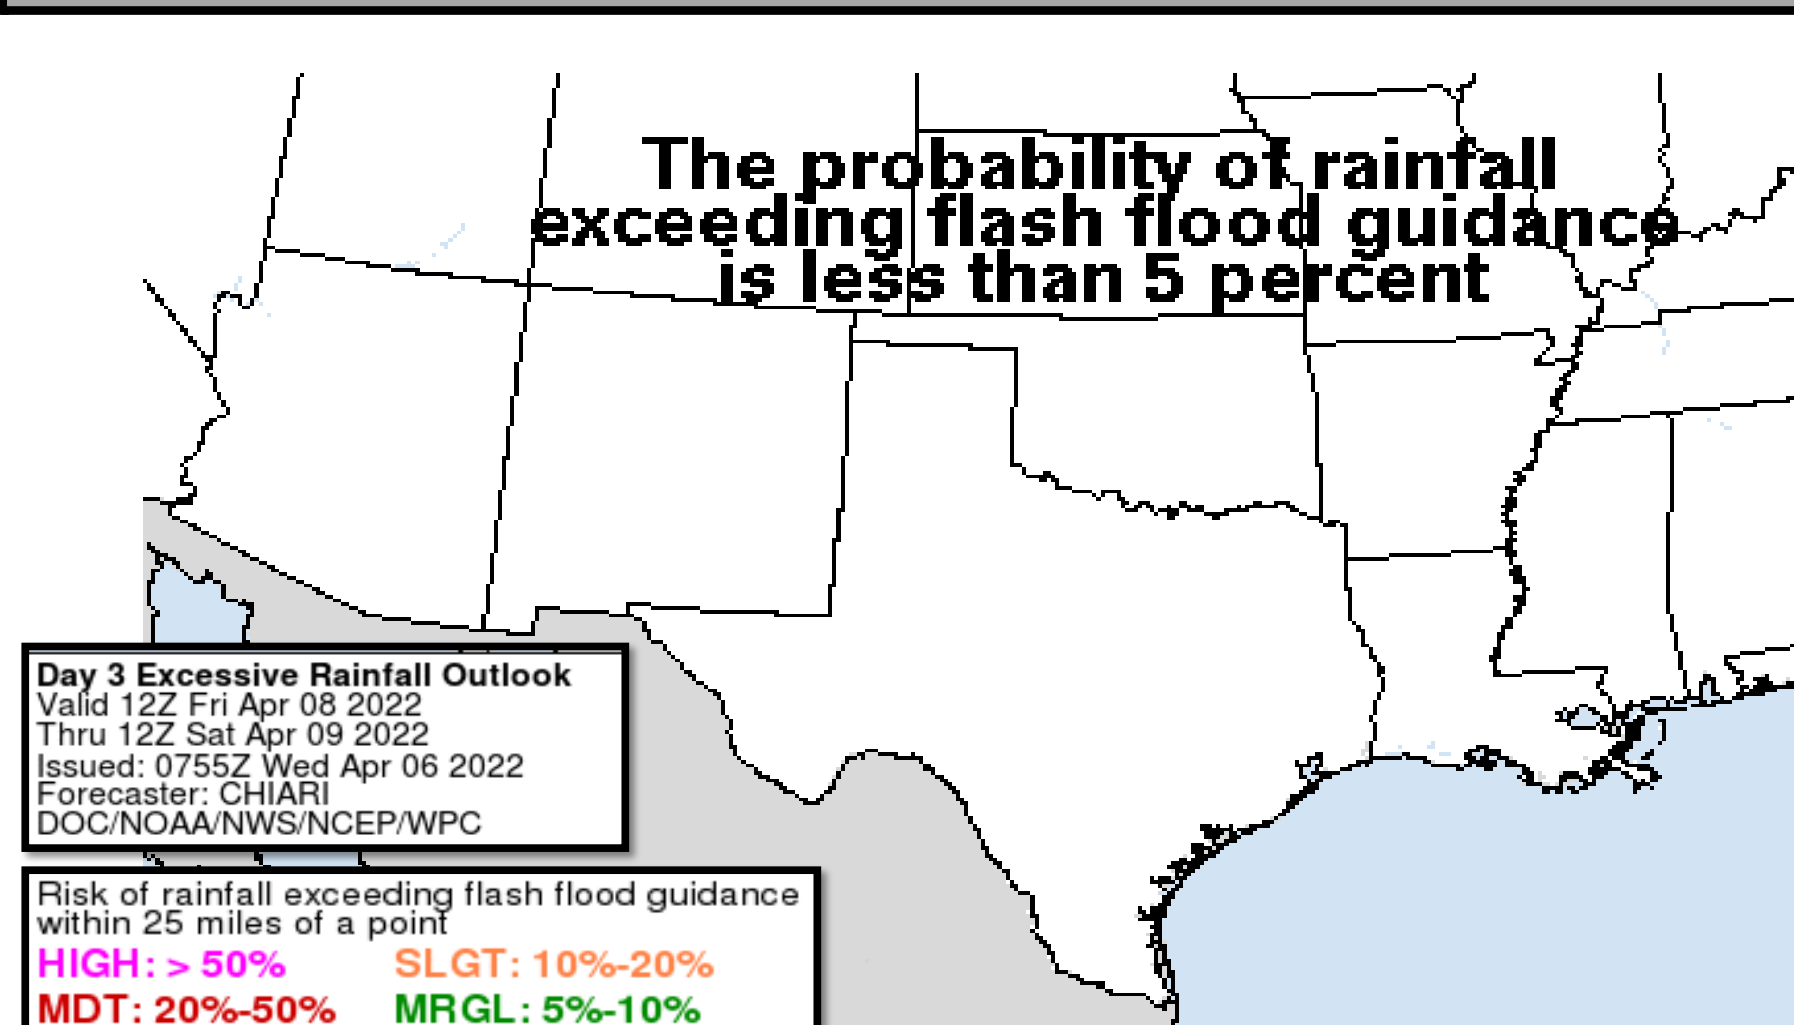 The probability of rainfall
exceeding flash flood guidance
is less than 5 percent
Day 3 Excessive Rainfall Outlook
Valid 12Z Fri Apr 08 2022
Thru 12Z Sat Apr 09 2022
Issued: 0755Z Wed Apr 06 2022
Forecaster: CHIARI
DOC/NOAA/NWS/NCEP/WPC
Risk of rainfall exceeding flash flood guidance
within 25 miles of a point
HIGH: > 50% SLGT: 10%-20%
MDT: 20%-50% MRGL: 5%-10%